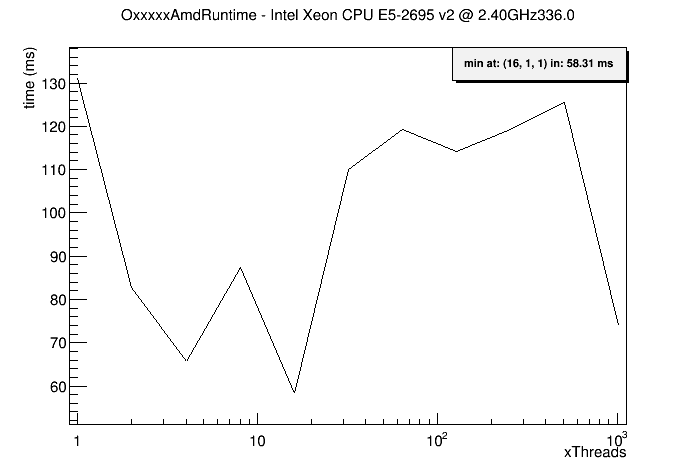 OxxxxxAmdRuntime - Intel Xeon CPU E5-2695 v2 @ 2.40GHz336.0
time (ms)
min at: (16, 1, 1) in: 58.31 ms
130
120
110
100
90
80
70
60
1 10 10² 10³
xThreads